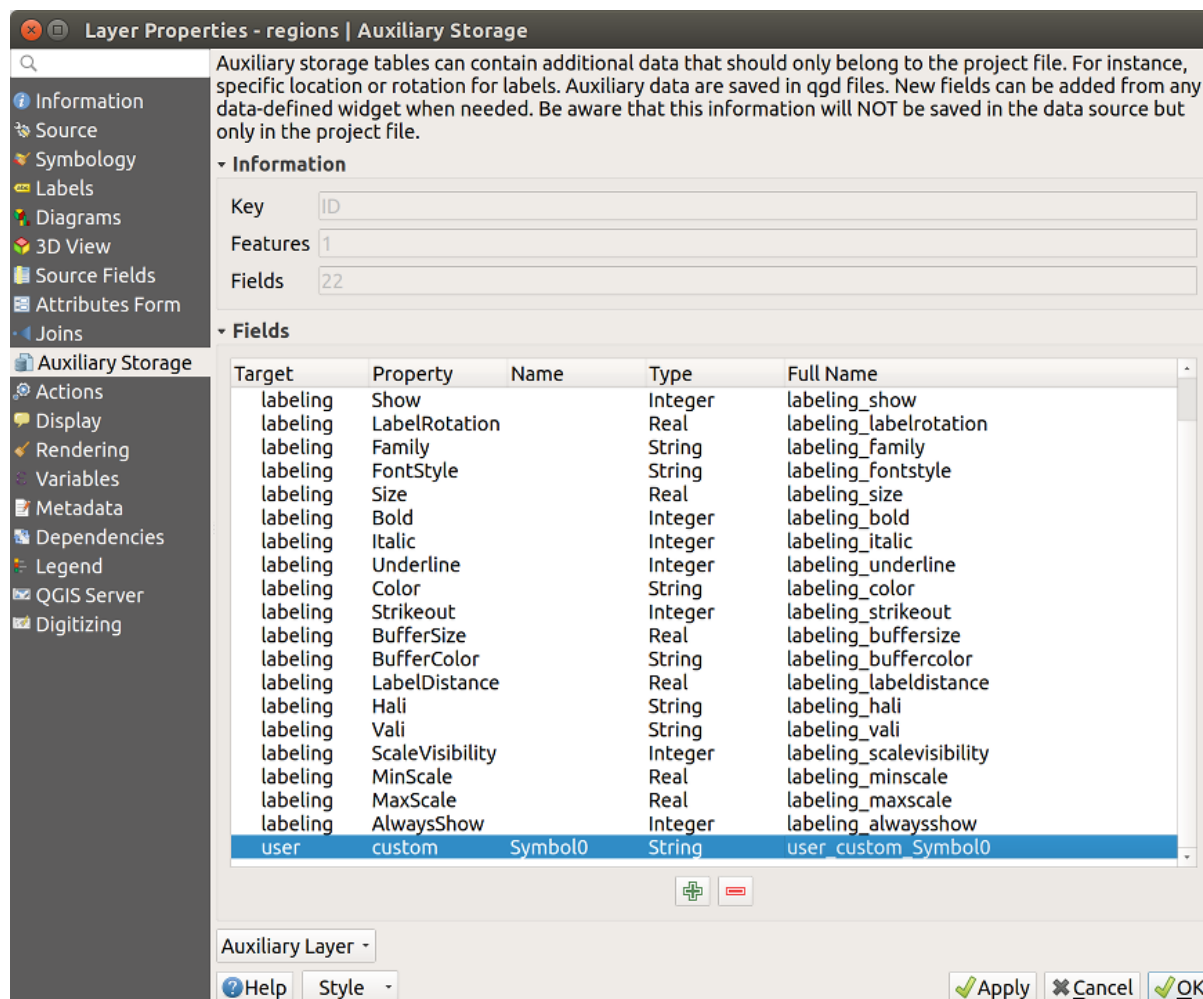 Layer Properties - regions | Auxiliary Storage
Information
Source
Symbology
Labels
Diagrams
3D View
Source Fields
Attributes Form
Joins
Auxiliary Storage
Actions
Display
Rendering
Variables
Metadata
Dependencies
Legend
QGIS Server
Digitizing
Auxiliary storage tables can contain additional data that should only belong to the project file. For instance,
specific location or rotation for labels. Auxiliary data are saved in qgd files. New fields can be added from any
data-defined widget when needed. Be aware that this information will NOT be saved in the data source but
only in the project file.
Information
Key ID
Features 1
Fields 22
Fields
Target Property Name Type Full Name
labeling Show Integer labeling_show
labeling LabelRotation Real labeling_labelrotation
labeling Family String labeling_family
labeling FontStyle String labeling_fontstyle
labeling Size Real labeling_size
labeling Bold Integer labeling_bold
labeling Italic Integer labeling_italic
labeling Underline Integer labeling_underline
labeling Color String labeling_color
labeling Strikeout Integer labeling_strikeout
labeling BufferSize Real labeling_buffersize
labeling BufferColor String labeling_buffercolor
labeling LabelDistance Real labeling_labeldistance
labeling Hali String labeling_hali
labeling Vali String labeling_vali
labeling ScaleVisibility Integer labeling_scalevisibility
labeling MinScale Real labeling_minscale
labeling MaxScale Real labeling_maxscale
labeling AlwaysShow Integer labeling_alwaysshow
user custom Symbol0 String user_custom_Symbol0
Auxiliary Layer
Help Style Apply Cancel OK